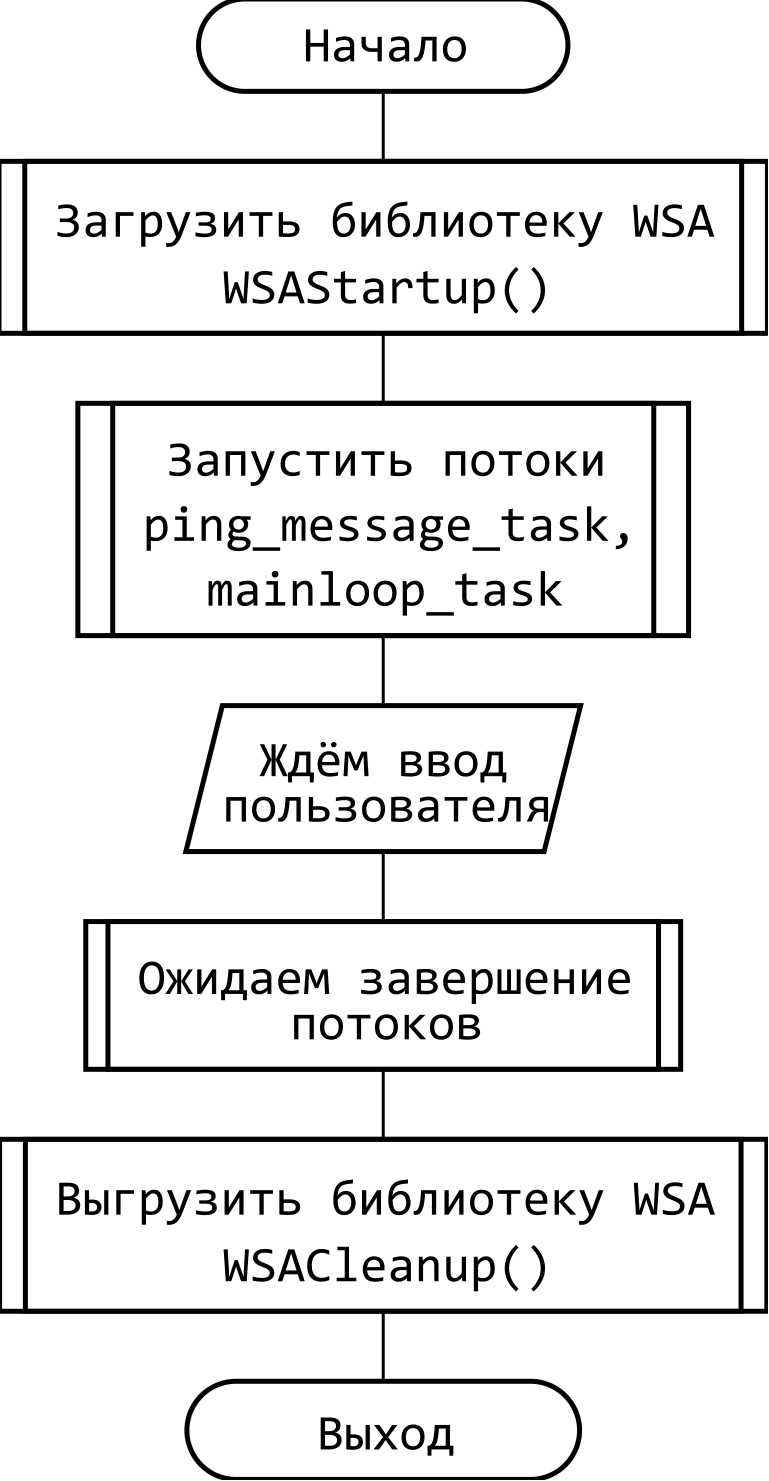 Начало
Загрузить библиотеку WSA
WSAStartup()
Запустить потоки
ping_message_task,
mainloop_task
Ждём ввод
пользователя
Ожидаем завершение
потоков
Выгрузить библиотеку WSA
WSACleanup()
Выход